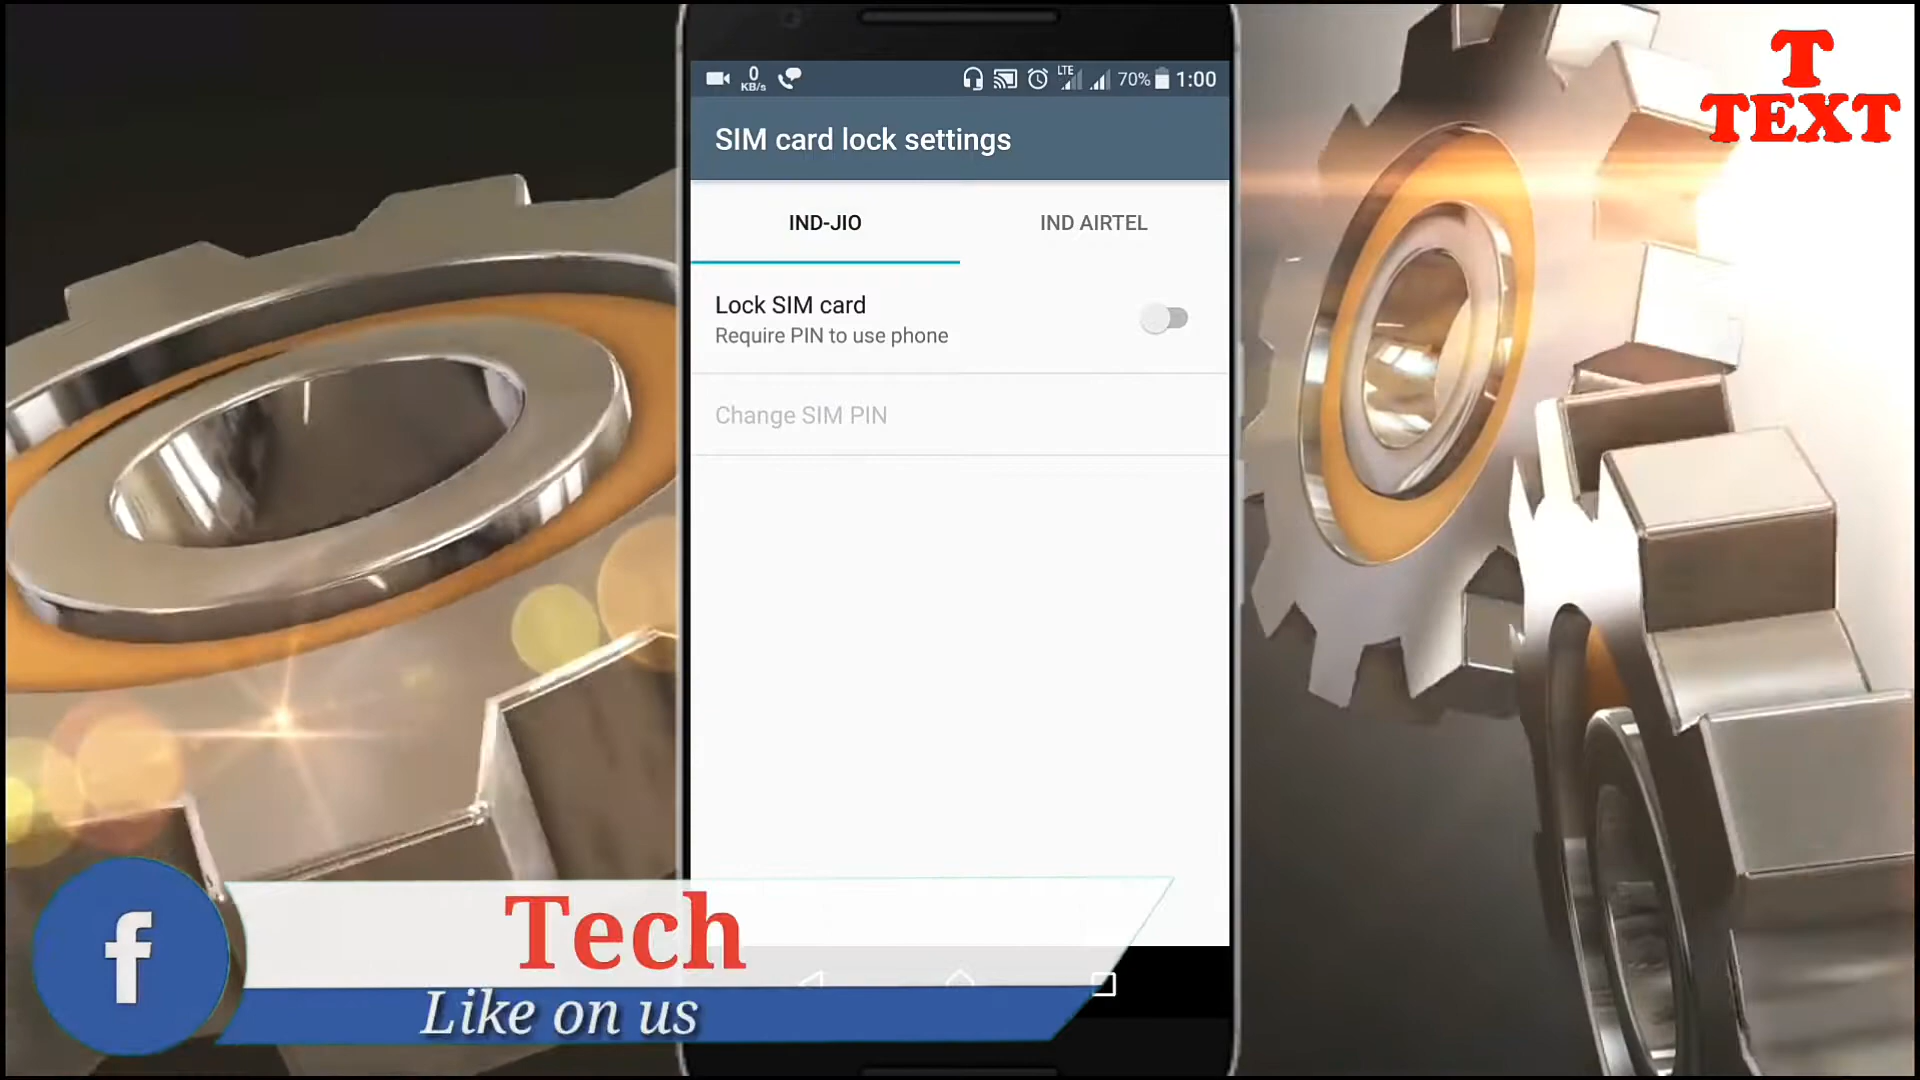 0
KB/s
LTE
70%
1:00
T
TEXT
SIM card lock settings
IND-JIO
IND AIRTEL
Lock SIM card
Require PIN to use phone
Change SIM PIN
f
Tech
Like on us